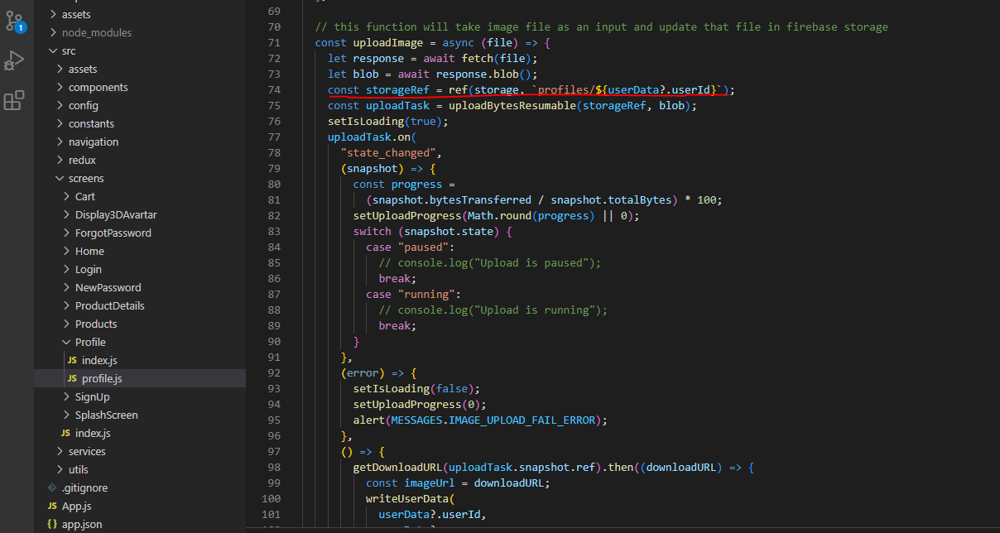 1
assets
node_modules
src
assets
components
config
constants
navigation
redux
screens
Cart
Display3DAvartar
ForgotPassword
Home
Login
NewPassword
ProductDetails
Products
Profile
JS index.js
JS profile.js
SignUp
SplashScreen
JS index.js
services
utils
.gitignore
JS App.js
{} app.json
69
70 // this function will take image file as an input and update that file in firebase storage
71 const uploadImage = async (file) => {
72 let response = await fetch(file);
73 let blob = await response.blob();
74 const storageRef = ref(storage, `profiles/${userData?.userId}`);
75 const uploadTask = uploadBytesResumable(storageRef, blob);
76 setIsLoading(true);
77 uploadTask.on(
78 "state_changed",
79 (snapshot) => {
80 const progress =
81 (snapshot.bytesTransferred / snapshot.totalBytes) * 100;
82 setUploadProgress(Math.round(progress) || 0);
83 switch (snapshot.state) {
84 case "paused":
85 // console.log("Upload is paused");
86 break;
87 case "running":
88 // console.log("Upload is running");
89 break;
90 }
91 },
92 (error) => {
93 setIsLoading(false);
94 setUploadProgress(0);
95 alert(MESSAGES.IMAGE_UPLOAD_FAIL_ERROR);
96 },
97 () => {
98 getDownloadURL(uploadTask.snapshot.ref).then((downloadURL) => {
99 const imageUrl = downloadURL;
100 writeUserData(
101 userData?.userId,